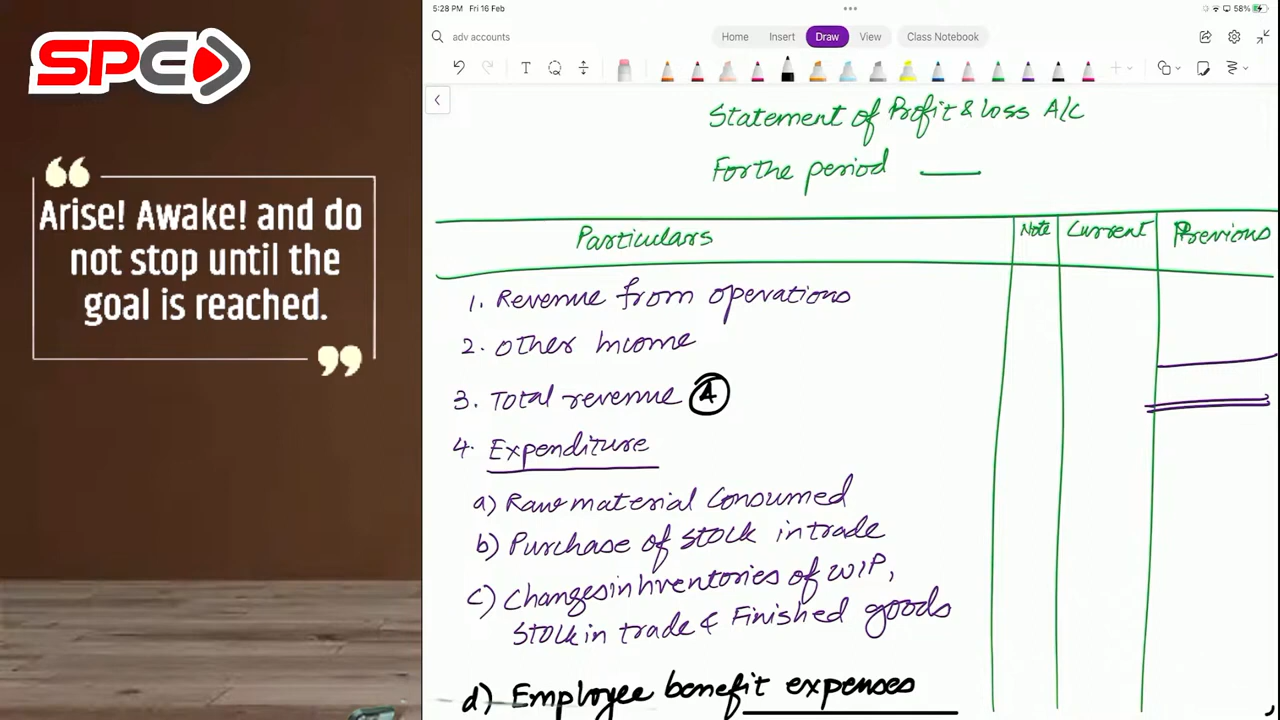 5:28 PM Fri 16 Feb
58%
SPE
adv accounts
Home Insert Draw View Class Notebook
T
“
Arise! Awake! and do
not stop until the
goal is reached.
”
Statement of Profit & Loss A/C
For the period
Particulars Note Current Previous
1. Revenue from operations
2. Other Income
3. Total revenue A
4. Expenditure
a) Raw material Consumed
b) Purchase of Stock in trade
c) Changes in Inventories of WIP,
Stock in trade & Finished goods
d) Employee benefit expenses